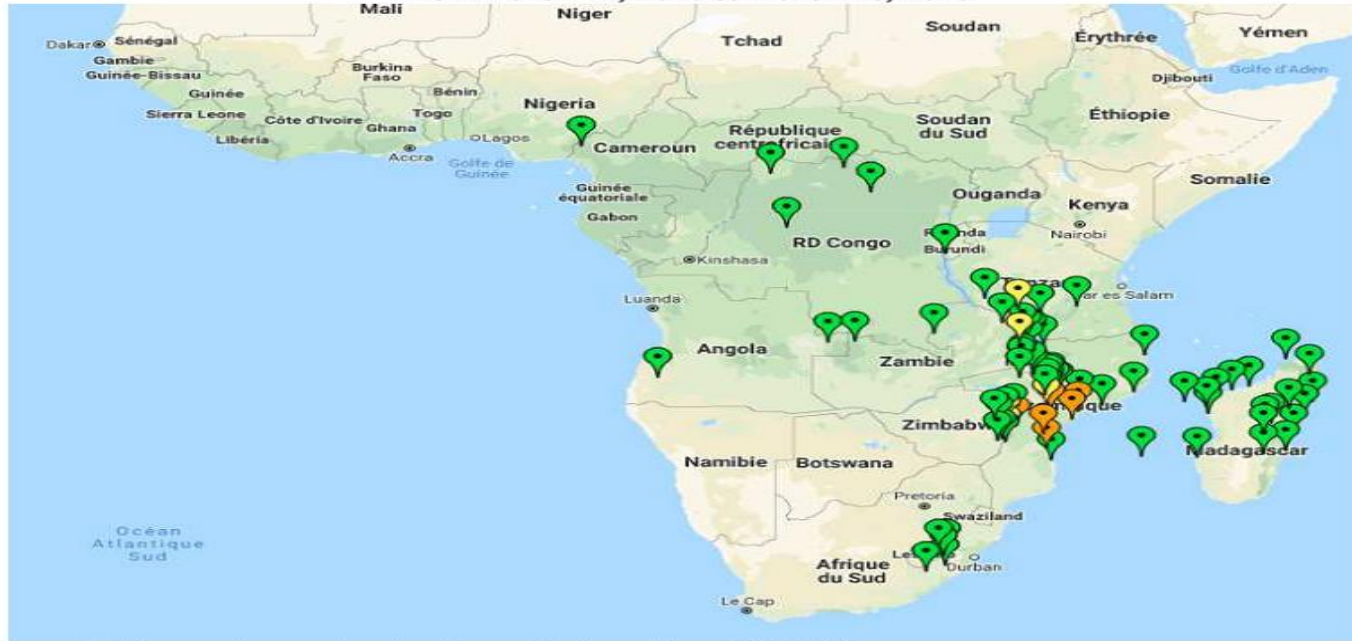 Mali
Niger
Soudan
Yémen
Dakar
Sénégal
Tchad
Érythrée
Gambie
Guinée-Bissau
Burkina
Faso
Golfe d'Aden
Djibouti
Guinée
Bénin
Nigeria
Sierra Leone
Côte d'Ivoire
Togo
Ghana
Soudan
du Sud
Éthiopie
Libéria
Lagos
République
centrafricaine
Accra
Cameroun
Golfe de
Guinée
Somalie
Guinée
équatoriale
Ouganda
Kenya
Gabon
RD Congo
Nairobi
Burundi
Kinshasa
Luanda
Angola
Zambie
Zimbabw
Madagascar
Namibie
Botswana
Pretoria
Swaziland
Océan
Atlantique
Sud
Afrique
du Sud
Durban
Le Cap